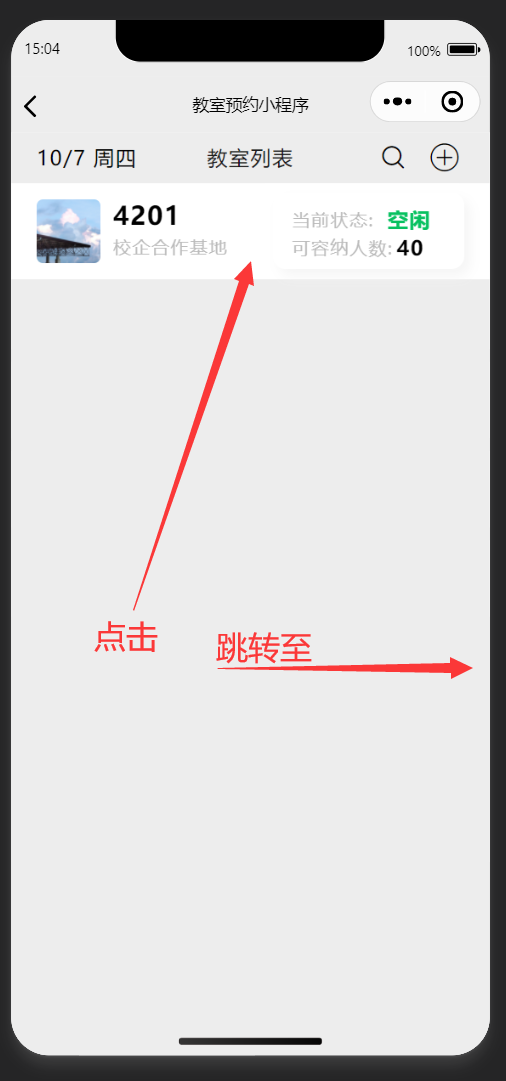 15:04
100%
教室预约小程序
10/7 周四
教室列表
4201
校企合作基地
当前状态: 空闲
可容纳人数: 40
点击
跳转至